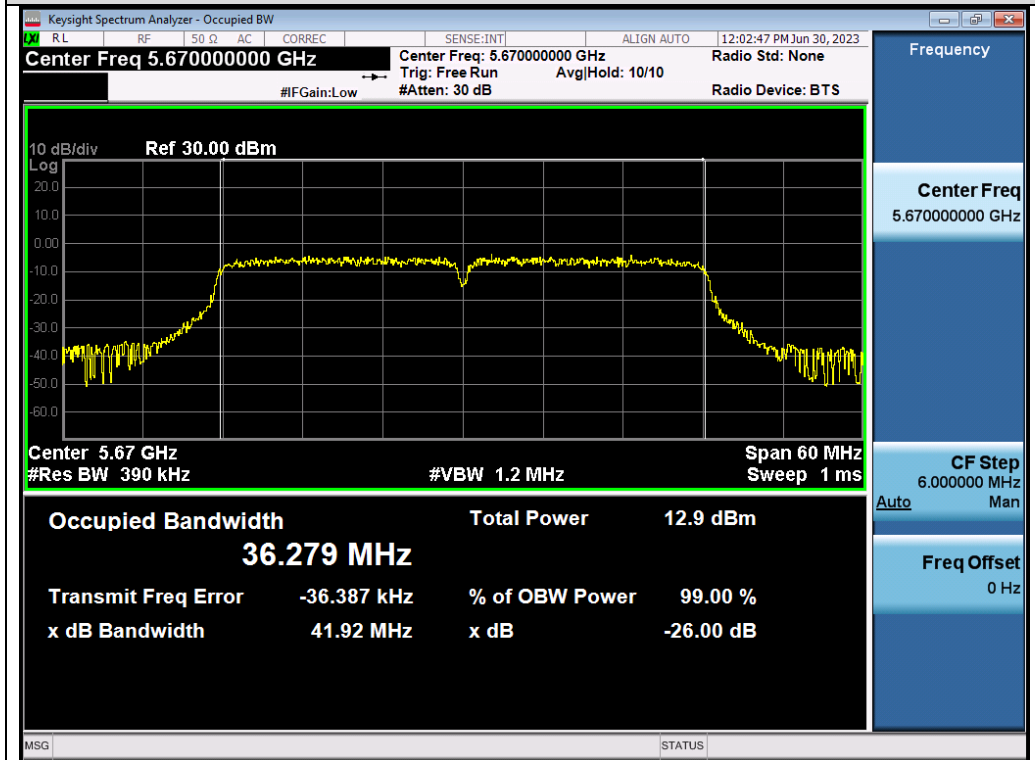 Keysight Spectrum Analyzer - Occupied BW
LXI RL RF 50 Ω AC CORREC SENSE:INT ALIGN AUTO 12:02:47 PM Jun 30, 2023
Center Freq 5.670000000 GHz
Center Freq: 5.670000000 GHz
Radio Std: None
Trig: Free Run Avg|Hold: 10/10
#IFGain:Low
#Atten: 30 dB
Radio Device: BTS
Frequency
10 dB/div Ref 30.00 dBm
Log
20.0
10.0
0.00
-10.0
-20.0
-30.0
-40.0
-50.0
-60.0
Center 5.67 GHz Span 60 MHz
#Res BW 390 kHz #VBW 1.2 MHz Sweep 1 ms
Center Freq
5.670000000 GHz
CF Step
6.000000 MHz
Auto Man
Freq Offset
0 Hz
Occupied Bandwidth Total Power 12.9 dBm
36.279 MHz
Transmit Freq Error -36.387 kHz % of OBW Power 99.00 %
x dB Bandwidth 41.92 MHz x dB -26.00 dB
MSG STATUS